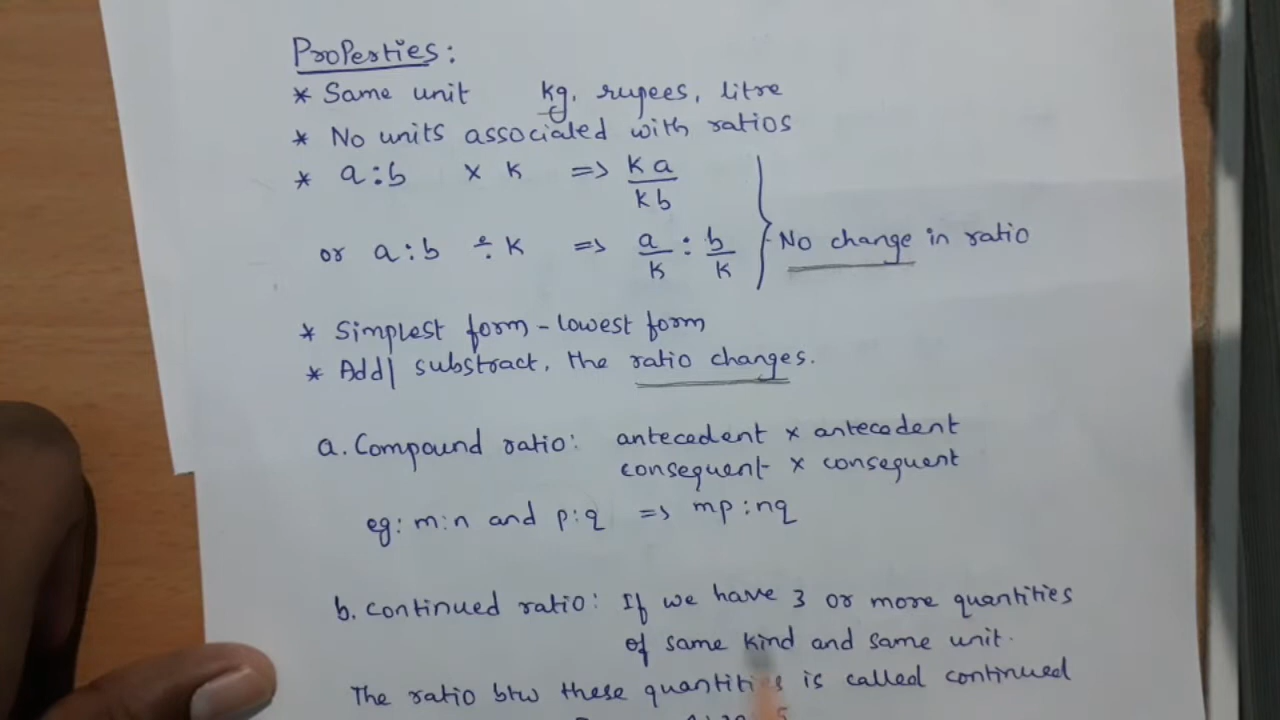 Properties:
* Same unit kg, rupees, litre
* No units associated with ratios
* a:b × k => ka/kb
or a:b ÷ k => a/k : b/k } No change in ratio
* Simplest form - lowest form
* Add| substract, the ratio changes.
a. Compound ratio: antecedent × antecedent
consequent × consequent
eg: m:n and p:q => mp:nq
b. continued ratio: If we have 3 or more quantities
of same kind and same unit.
The ratio btw these quantities is called continued